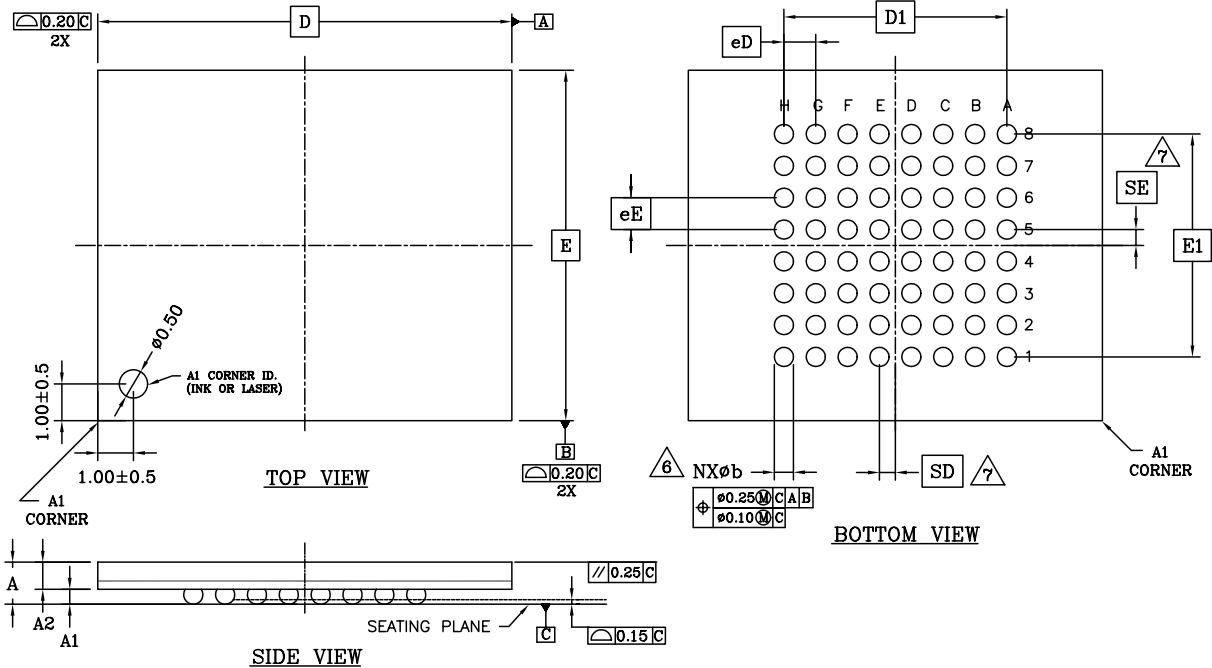 ⌓ 0.20 C
2X
D
A
E
ø0.50
A1 CORNER ID.
(INK OR LASER)
1.00±0.5
1.00±0.5
B
⌓ 0.20 C
2X
TOP VIEW
A1
CORNER
D1
eD
H G F E D C B A
8
7
6
5
4
3
2
1
7
SE
eE
E1
6 NXøb
⌖ ø0.25 Ⓜ C A B
ø0.10 Ⓜ C
SD 7
A1
CORNER
BOTTOM VIEW
A
A2
A1
// 0.25 C
SEATING PLANE
C
⌓ 0.15 C
SIDE VIEW